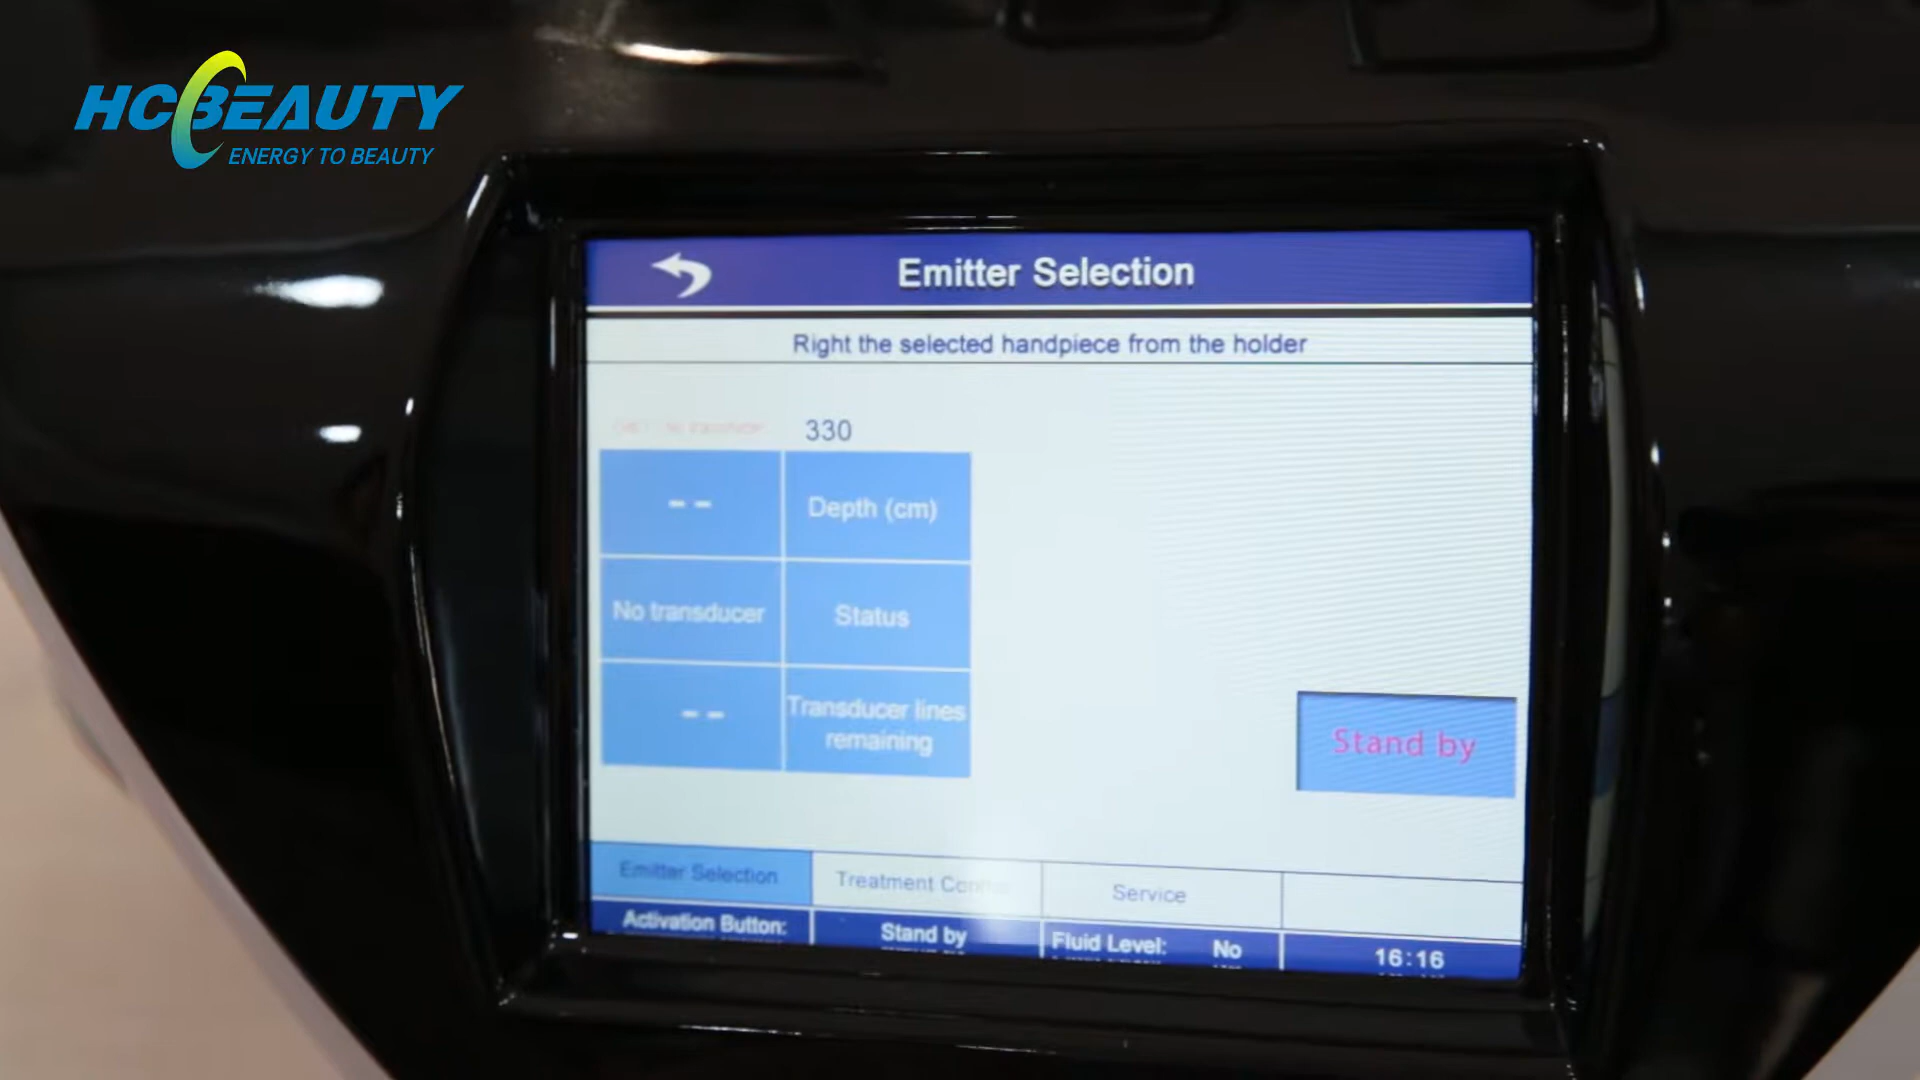 HCBEAUTY
ENERGY TO BEAUTY
Emitter Selection
Right the selected handpiece from the holder
330
-- Depth (cm)
No transducer Status
-- Transducer lines
remaining
Stand by
Emitter Selection Treatment Service
Activation Button: Stand by Fluid Level: No 16:16